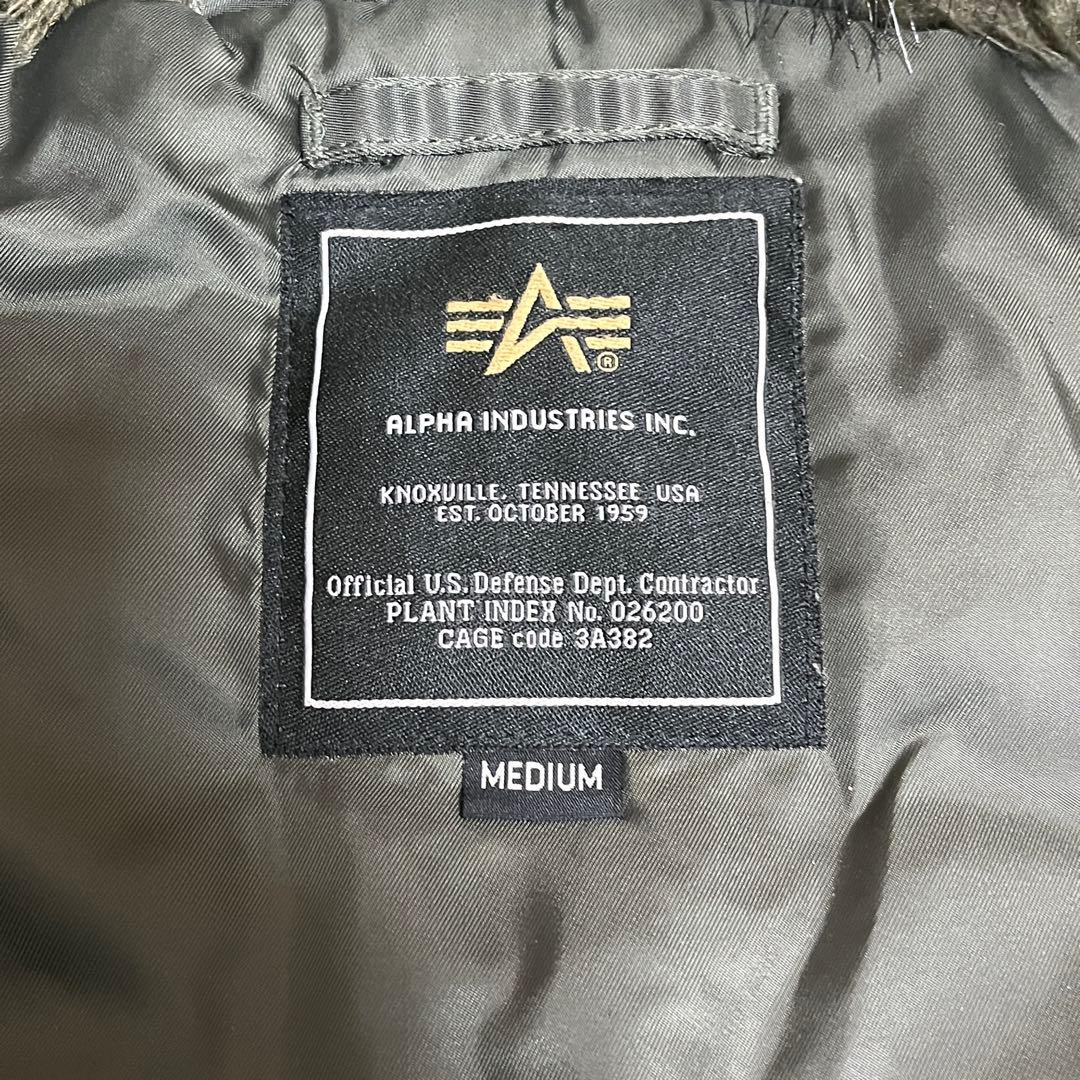 ®
ALPHA INDUSTRIES INC.
KNOXVILLE, TENNESSEE USA
EST. OCTOBER 1959
Official U.S. Defense Dept. Contractor
PLANT INDEX No. 026200
CAGE code 3A382
MEDIUM